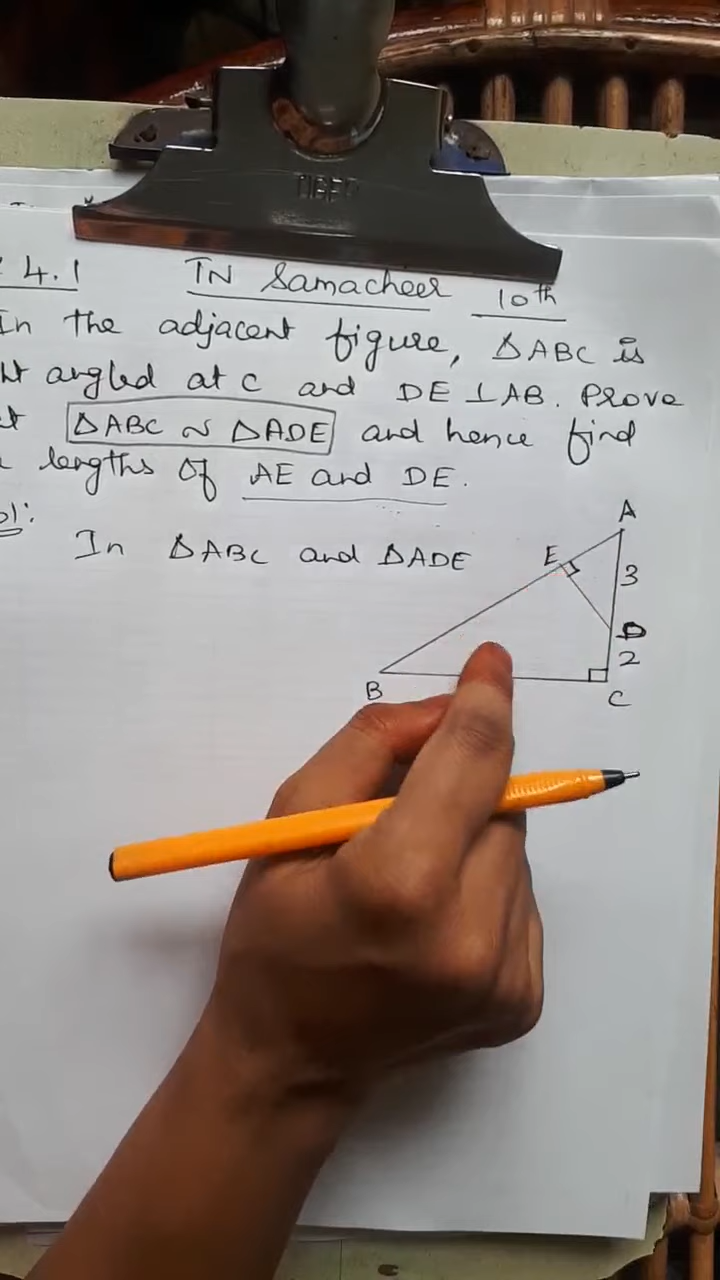 4.1 TN Samacheer 10th
In the adjacent figure, ΔABC is
angled at C and DE ⊥ AB. Prove
ΔABC ~ ΔADE and hence find
lengths of AE and DE.
In ΔABC and ΔADE
A
E
3
D
2
B
C